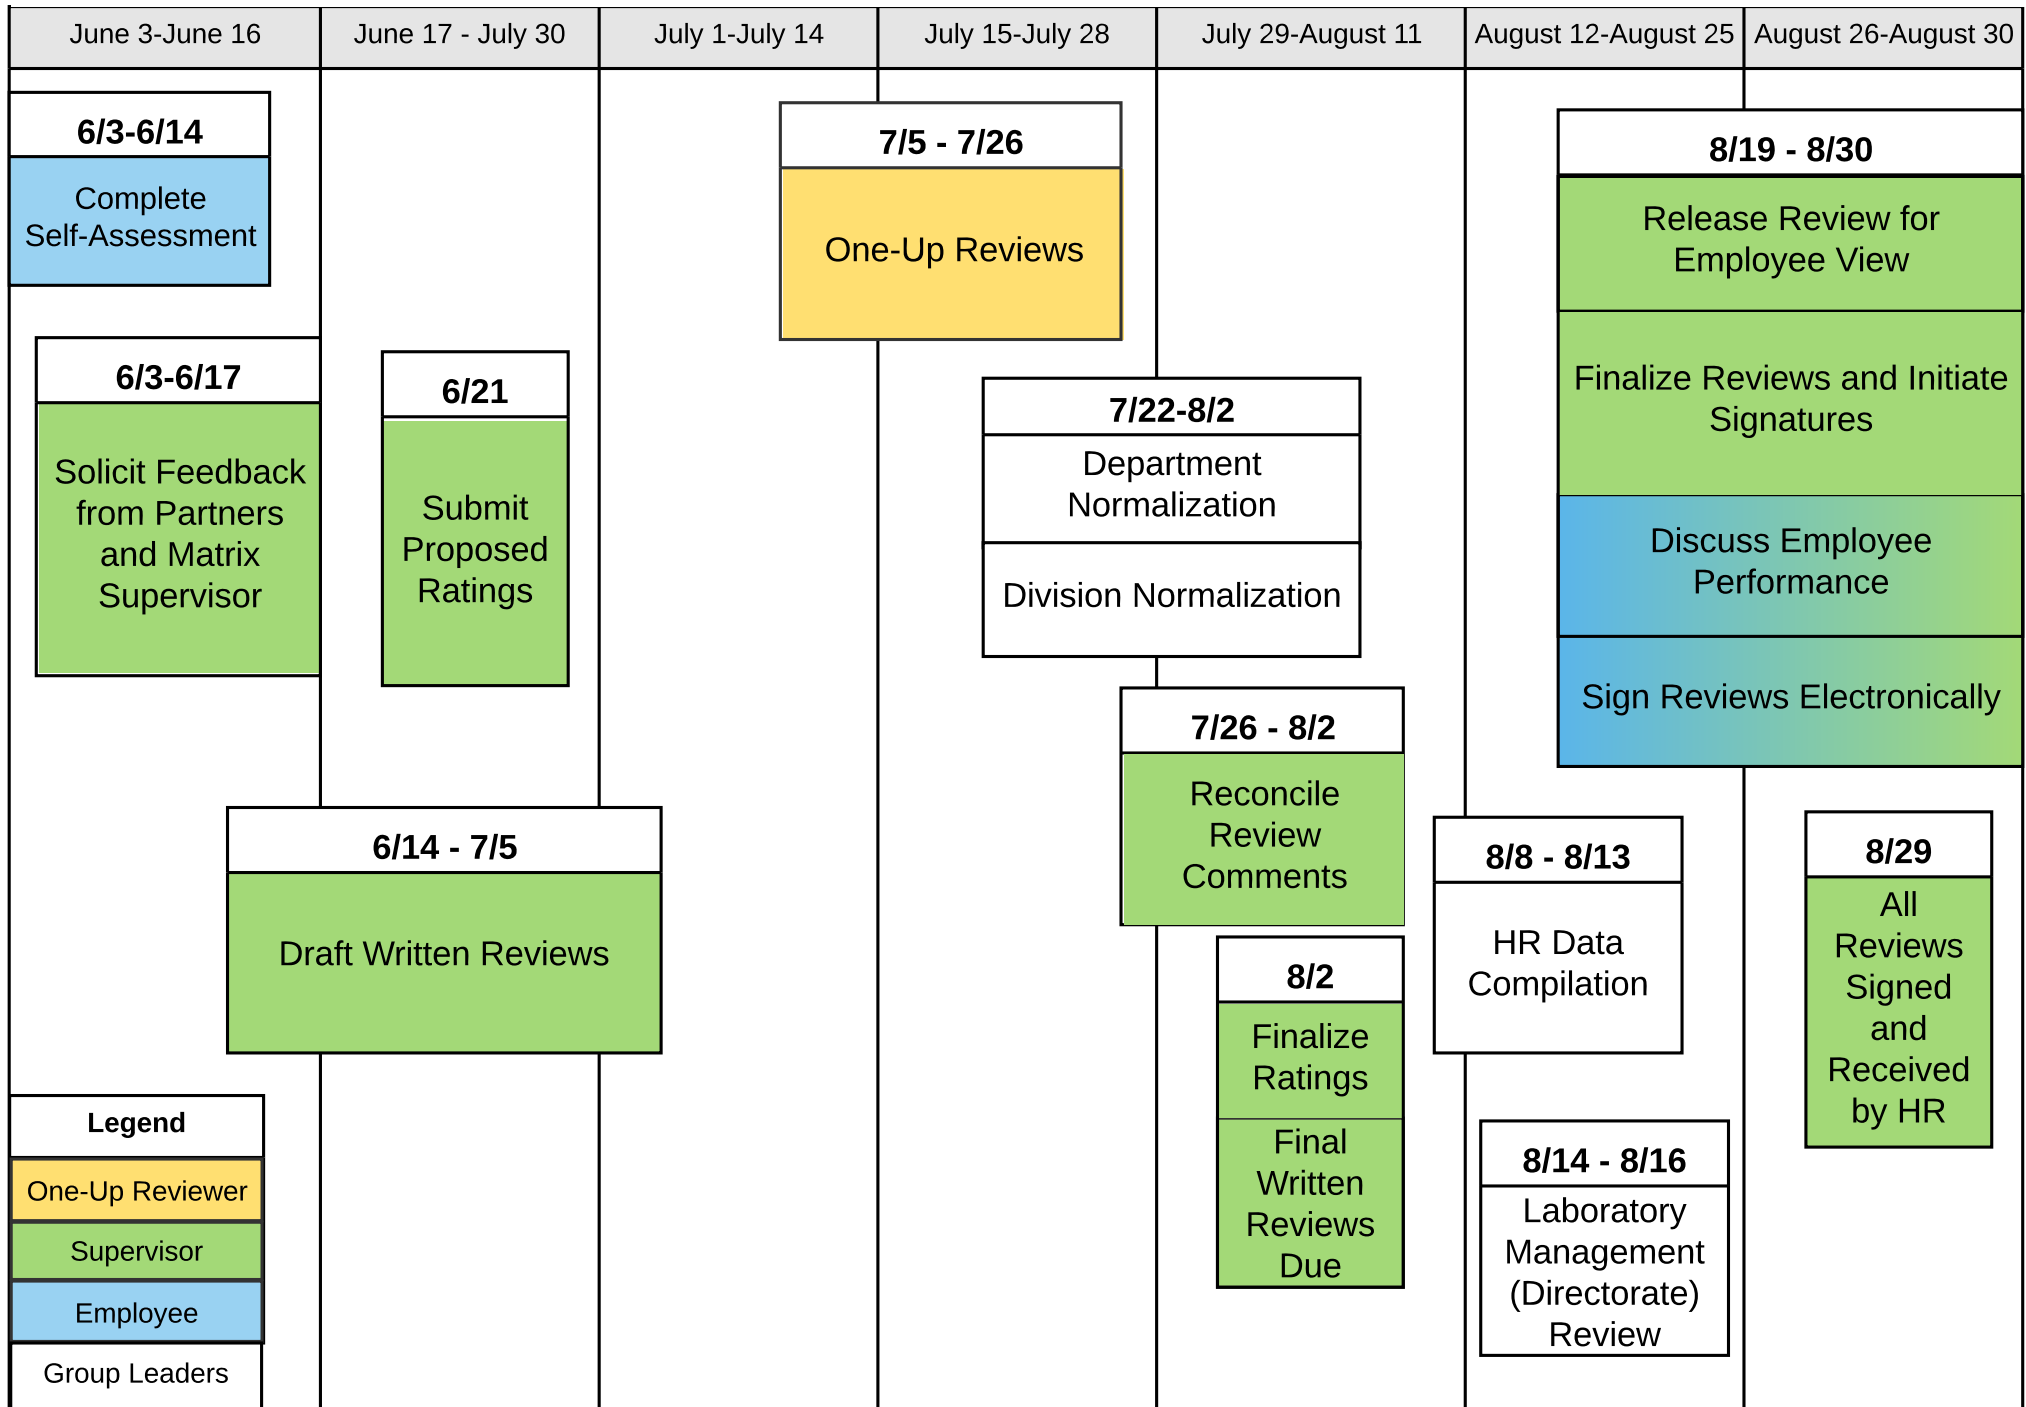 June 3-June 16
June 17 - July 30
July 1-July 14
July 15-July 28
July 29-August 11
August 12-August 25
August 26-August 30
6/3-6/14
Complete
Self-Assessment
6/3-6/17
Solicit Feedback
from Partners
and Matrix
Supervisor
6/21
Submit
Proposed
Ratings
6/14 - 7/5
Draft Written Reviews
7/5 - 7/26
One-Up Reviews
7/22-8/2
Department
Normalization
Division Normalization
7/26 - 8/2
Reconcile
Review
Comments
8/2
Finalize
Ratings
Final
Written
Reviews
Due
8/8 - 8/13
HR Data
Compilation
8/14 - 8/16
Laboratory
Management
(Directorate)
Review
8/19 - 8/30
Release Review for
Employee View
Finalize Reviews and Initiate
Signatures
Discuss Employee
Performance
Sign Reviews Electronically
8/29
All
Reviews
Signed
and
Received
by HR
Legend
One-Up Reviewer
Supervisor
Employee
Group Leaders